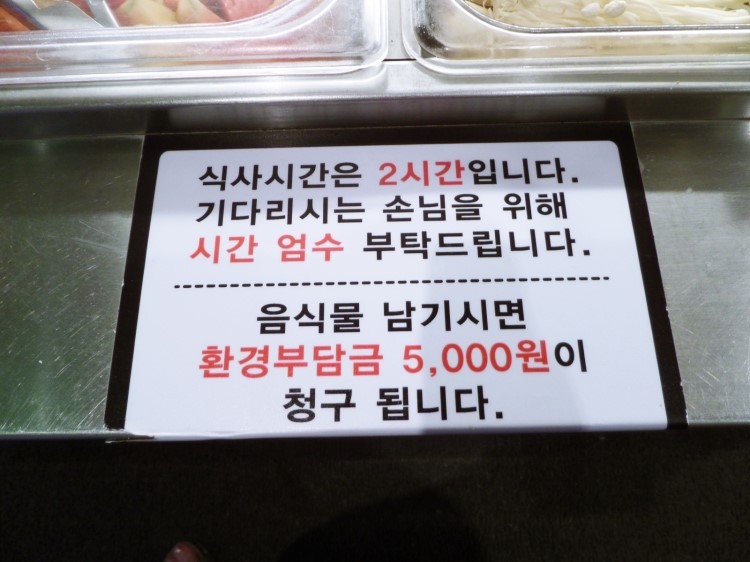 식사시간은 2시간입니다.
기다리시는 손님을 위해
시간 엄수 부탁드립니다.
음식물 남기시면
환경부담금 5,000원이
청구 됩니다.